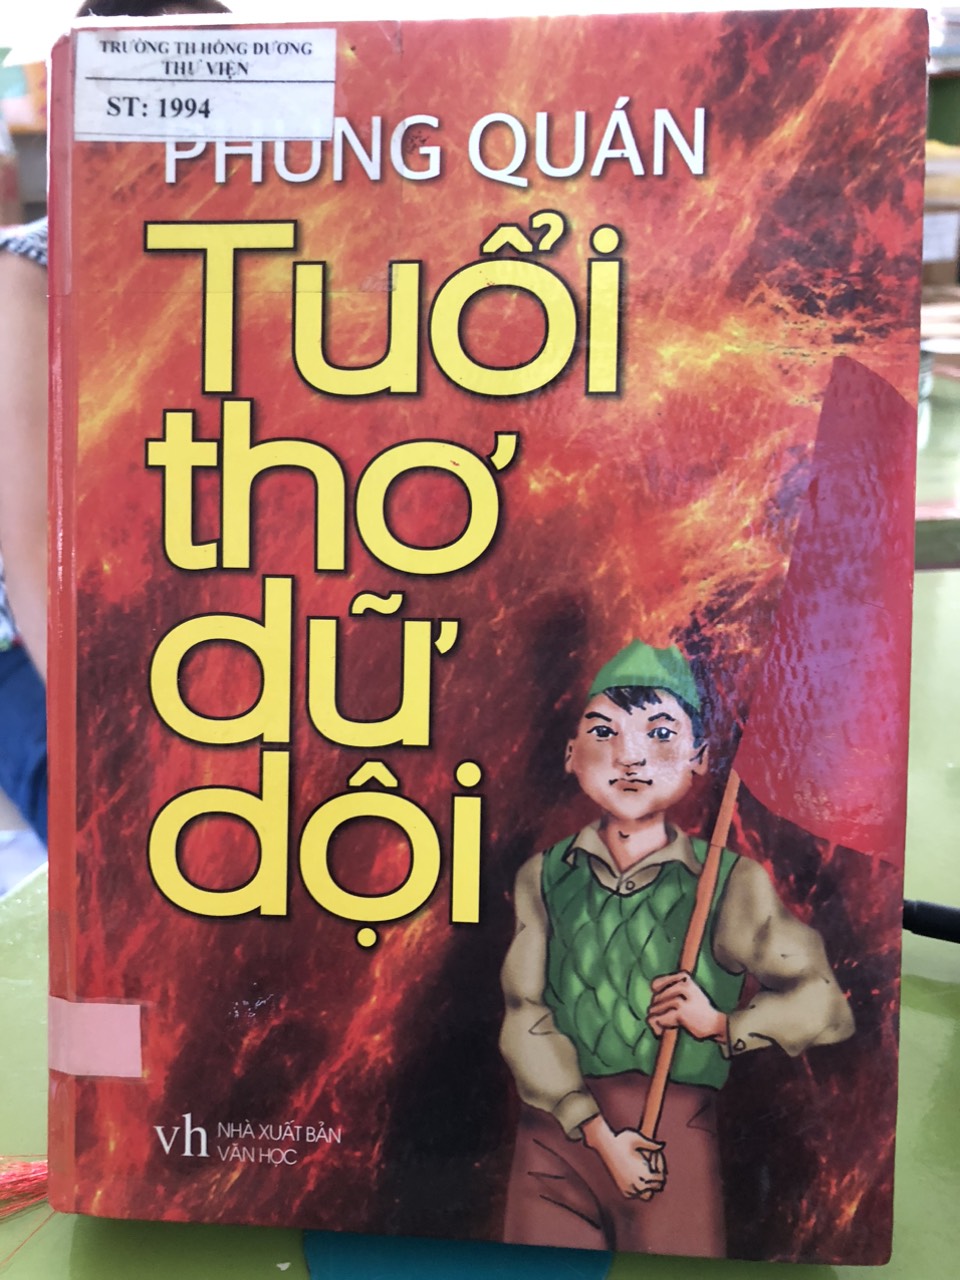 TRƯỜNG TH HỒNG DƯƠNG
THƯ VIỆN
ST: 1994
PHÙNG QUÁN
Tuổi
thơ
dữ
dội
vh NHÀ XUẤT BẢN
VĂN HỌC